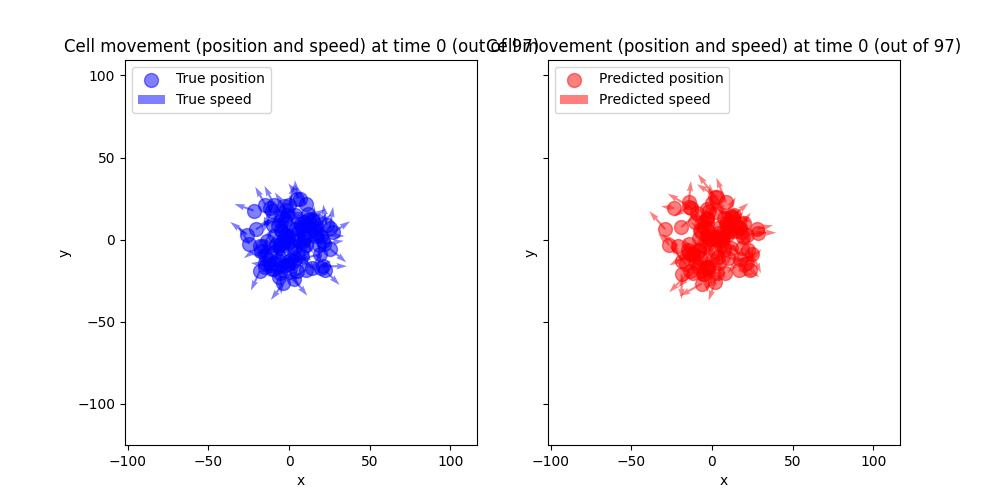 Cell movement (position and speed) at time 0 (out of 97)
Cell movement (position and speed) at time 0 (out of 97)
True position
True speed
Predicted position
Predicted speed
100
50
0
−50
−100
y
y
−100
−50
0
50
100
−100
−50
0
50
100
x
x